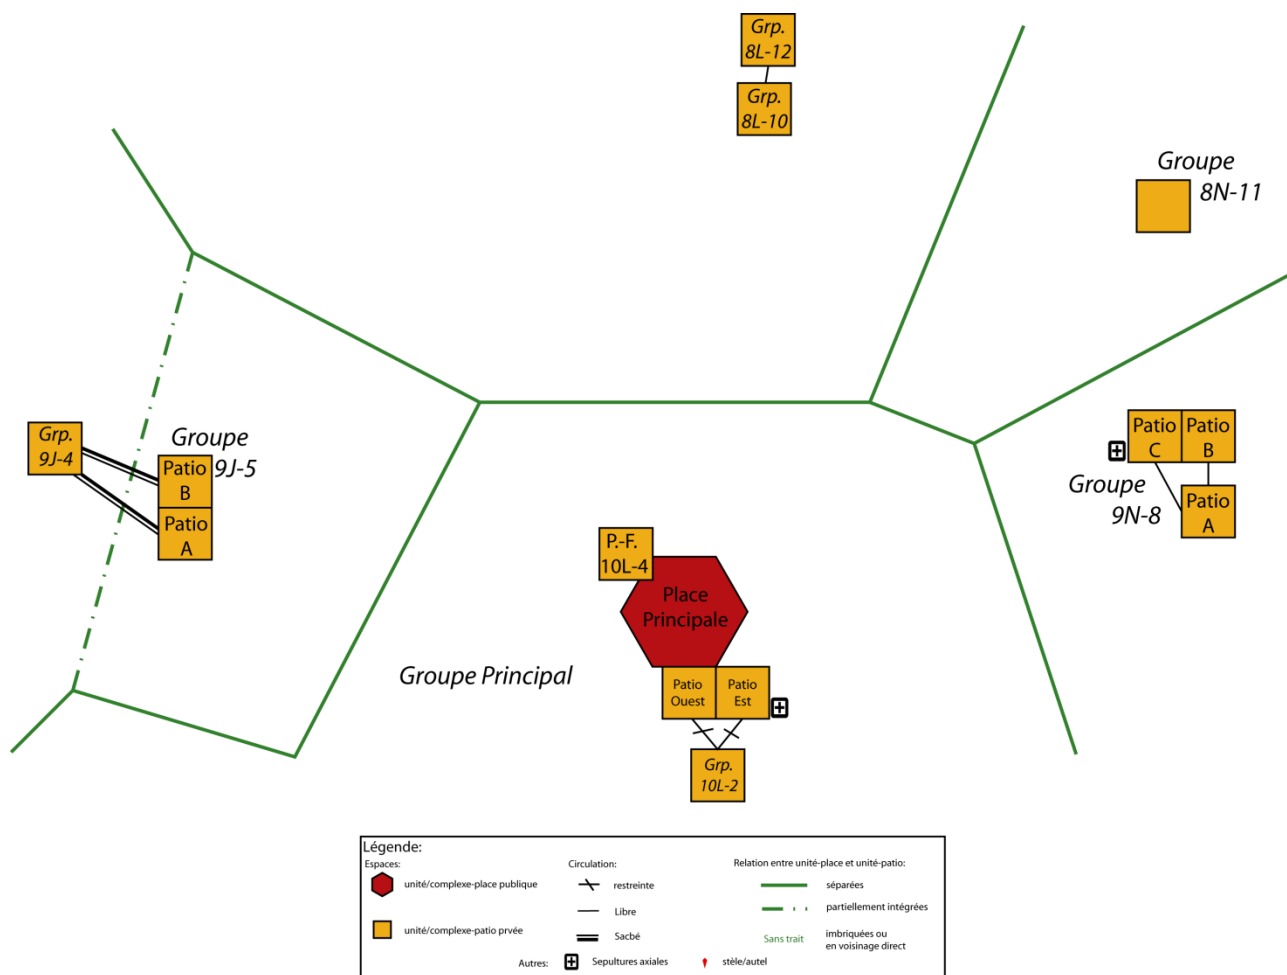 Grp.
8L-12
Grp.
8L-10
Groupe
8N-11
Grp.
9J-4
Groupe
9J-5
Patio
B
Patio
A
Patio
C
Patio
B
Groupe
9N-8
Patio
A
P.-F.
10L-4
Place
Principale
Groupe Principal
Patio
Ouest
Patio
Est
Grp.
10L-2
Légende:
Espaces:
unité/complexe-place publique
unité/complexe-patio prvée
Circulation:
restreinte
Libre
Sacbé
Relation entre unité-place et unité-patio:
séparées
partiellement intégrées
Sans trait
imbriquées ou
en voisinage direct
Autres:
Sepultures axiales
stèle/autel